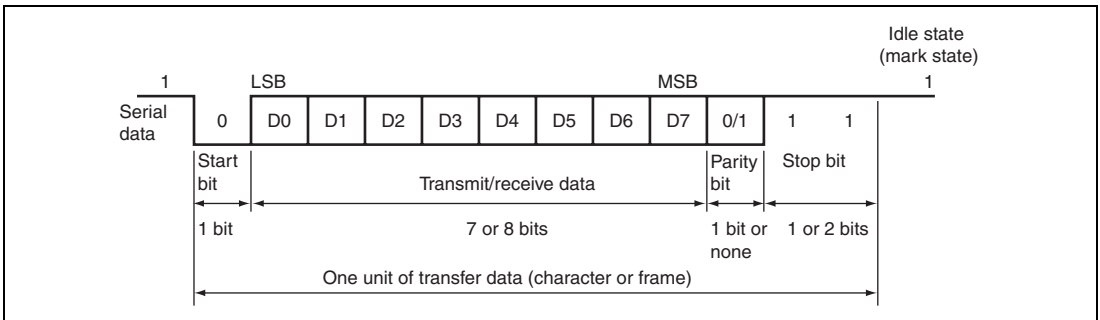 Idle state
(mark state)
1 LSB MSB 1
Serial
data
0 D0 D1 D2 D3 D4 D5 D6 D7 0/1 1 1
Start
bit
Transmit/receive data
Parity
bit
Stop bit
1 bit
7 or 8 bits
1 bit or
none
1 or 2 bits
One unit of transfer data (character or frame)